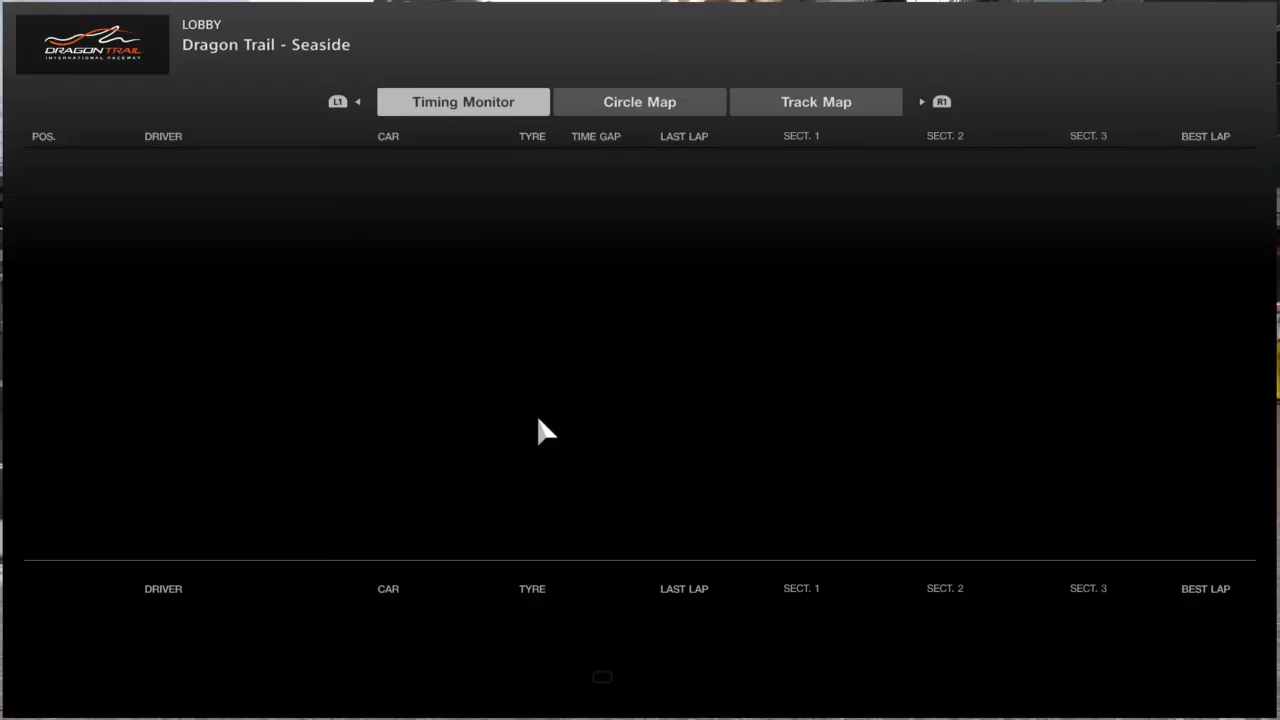 LOBBY
DRAGON TRAIL
INTERNATIONAL RACEWAY
Dragon Trail - Seaside
L1 Timing Monitor Circle Map Track Map R1
POS. DRIVER CAR TYRE TIME GAP LAST LAP SECT. 1 SECT. 2 SECT. 3 BEST LAP
DRIVER CAR TYRE LAST LAP SECT. 1 SECT. 2 SECT. 3 BEST LAP